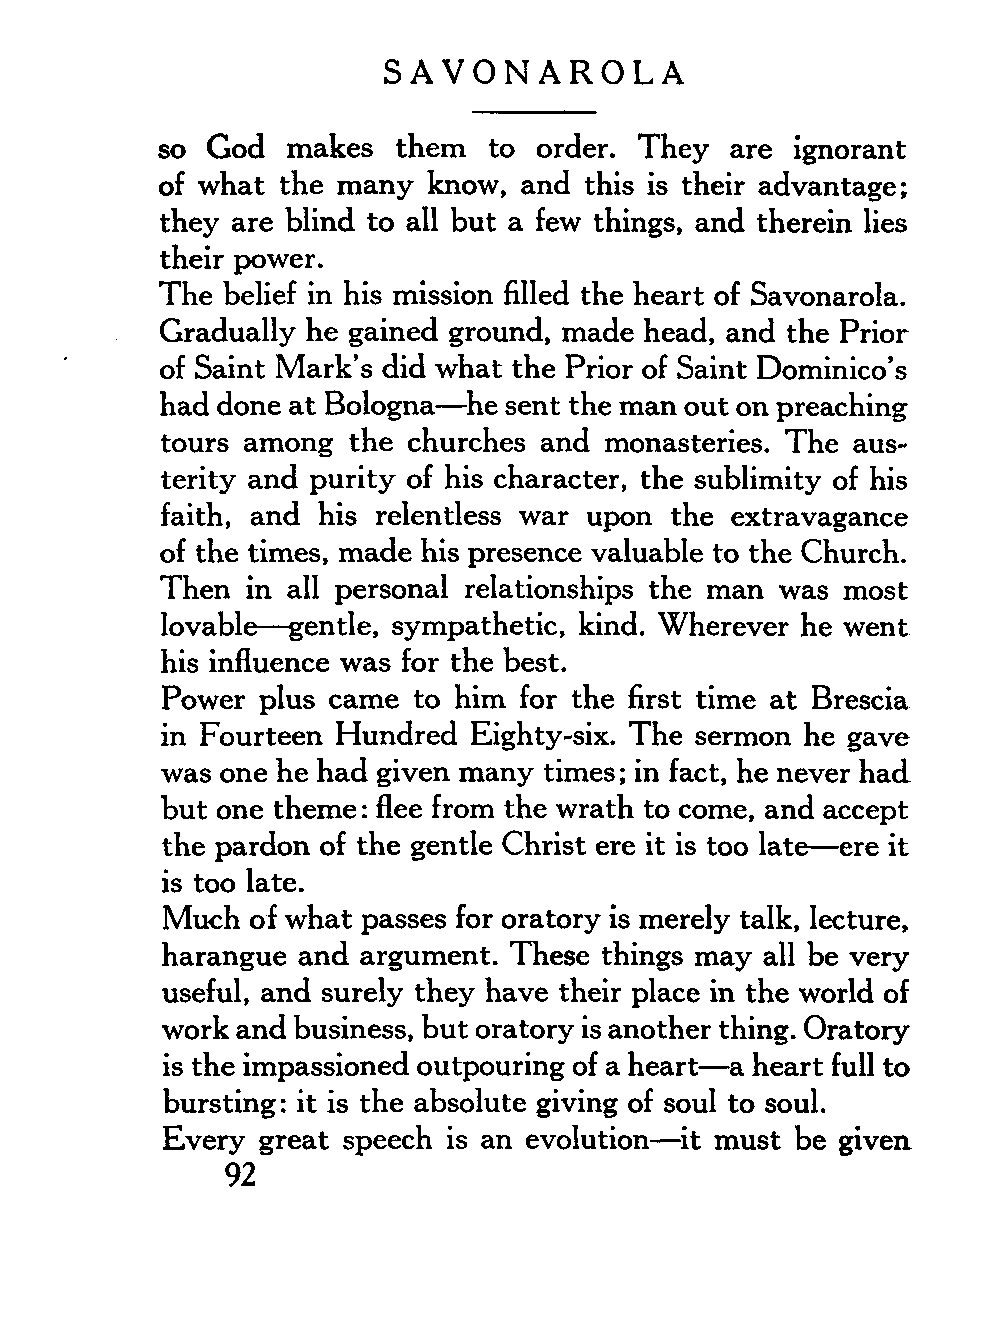 SAVONAROLA
so God makes them to order. They are ignorant
of what the many know, and this is their advantage;
they are blind to all but a few things, and therein lies
their power.
The belief in his mission filled the heart of Savonarola.
Gradually he gained ground, made head, and the Prior
of Saint Mark's did what the Prior of Saint Dominico's
had done at Bologna—he sent the man out on preaching
tours among the churches and monasteries. The aus-
terity and purity of his character, the sublimity of his
faith, and his relentless war upon the extravagance
of the times, made his presence valuable to the Church.
Then in all personal relationships the man was most
lovable—gentle, sympathetic, kind. Wherever he went
his influence was for the best.
Power plus came to him for the first time at Brescia
in Fourteen Hundred Eighty-six. The sermon he gave
was one he had given many times; in fact, he never had
but one theme: flee from the wrath to come, and accept
the pardon of the gentle Christ ere it is too late—ere it
is too late.
Much of what passes for oratory is merely talk, lecture,
harangue and argument. These things may all be very
useful, and surely they have their place in the world of
work and business, but oratory is another thing. Oratory
is the impassioned outpouring of a heart—a heart full to
bursting: it is the absolute giving of soul to soul.
Every great speech is an evolution—it must be given
92